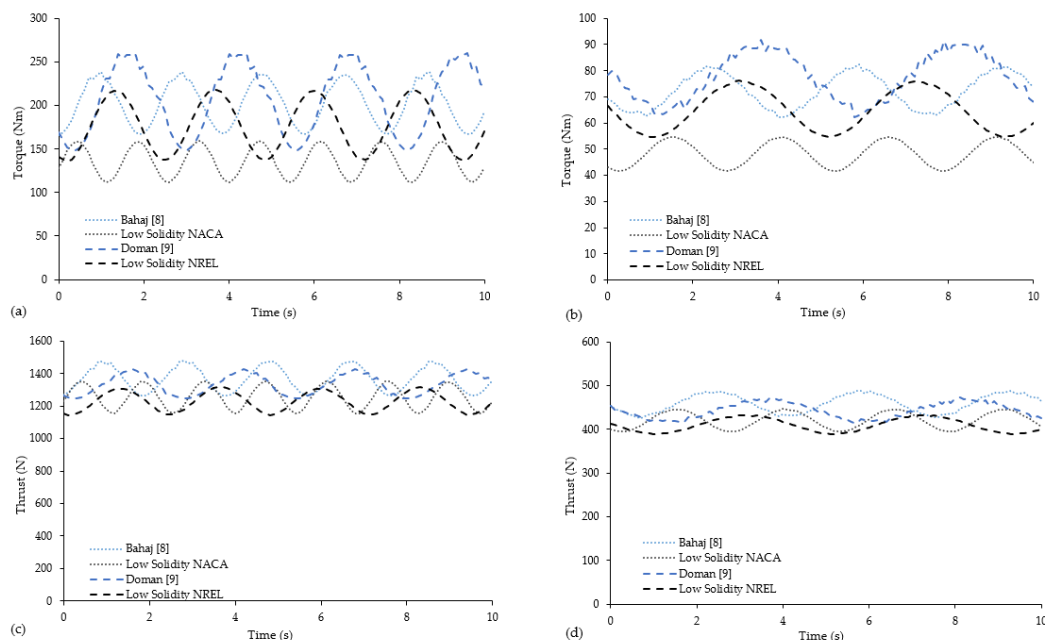 300
250
200
150
100
50
0
Torque (Nm)
Bahaj [8]
Low Solidity NACA
Doman [9]
Low Solidity NREL
0 2 4 6 8 10
Time (s)
(a)
100
90
80
70
60
50
40
30
20
10
0
Torque (Nm)
Bahaj [8]
Low Solidity NACA
Doman [9]
Low Solidity NREL
0 2 4 6 8 10
Time (s)
(b)
1600
1400
1200
1000
800
600
400
200
0
Thrust (N)
Bahaj [8]
Low Solidity NACA
Doman [9]
Low Solidity NREL
0 2 4 6 8 10
Time (s)
(c)
600
500
400
300
200
100
0
Thrust (N)
Bahaj [8]
Low Solidity NACA
Doman [9]
Low Solidity NREL
0 2 4 6 8 10
Time (s)
(d)